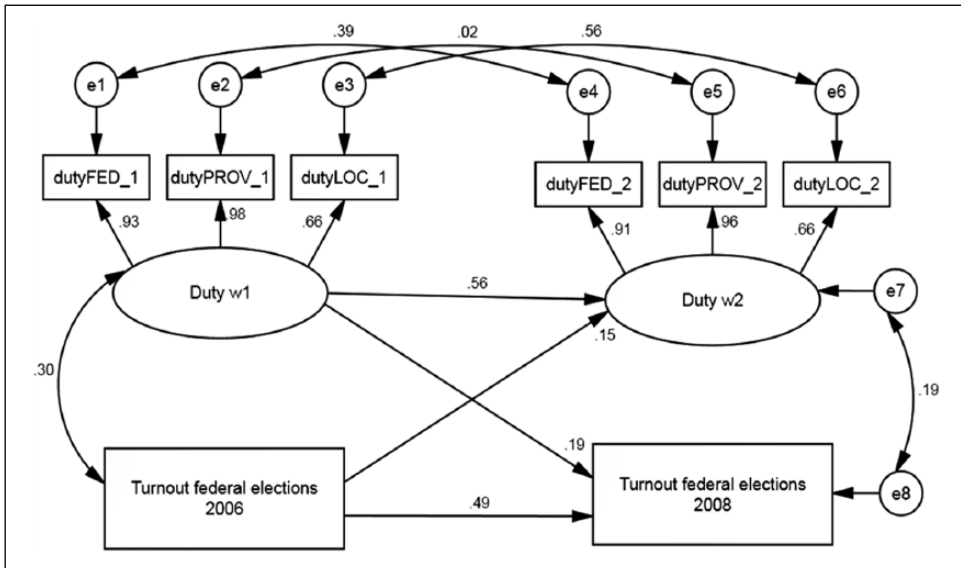 .39
.02
.56
e1
e2
e3
e4
e5
e6
dutyFED_1
dutyPROV_1
dutyLOC_1
dutyFED_2
dutyPROV_2
dutyLOC_2
.93
.98
.66
.91
.96
.66
Duty w1
.56
Duty w2
e7
.15
.30
.19
.19
Turnout federal elections
2006
.49
Turnout federal elections
2008
e8